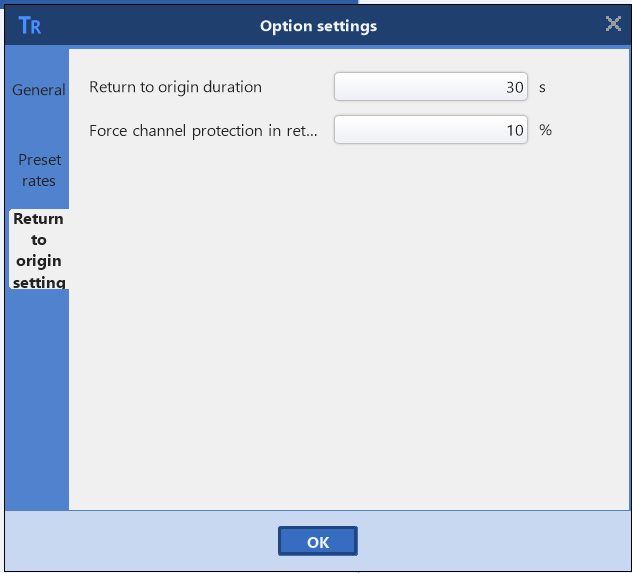 TR
Option settings
General
Return to origin duration
30
s
Force channel protection in ret...
10
%
Preset
rates
Return
to
origin
setting
OK